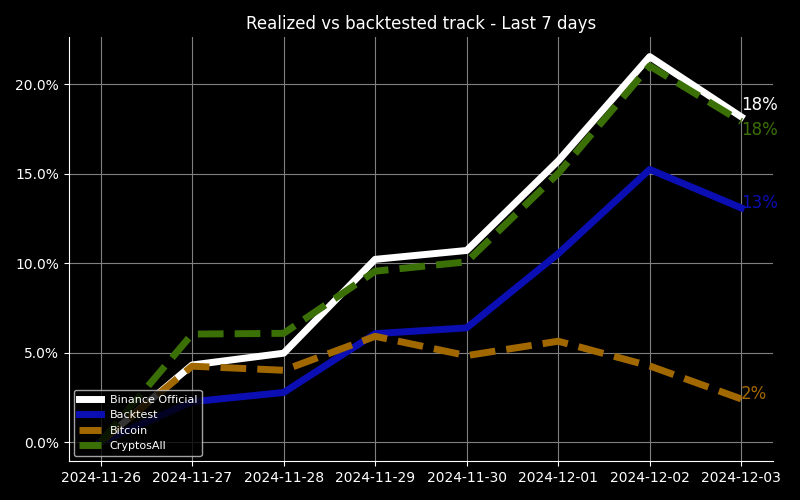 Realized vs backtested track - Last 7 days
20.0%
15.0%
10.0%
5.0%
0.0%
18%
18%
13%
2%
Binance Official
Backtest
Bitcoin
CryptosAll
2024-11-26 2024-11-27 2024-11-28 2024-11-29 2024-11-30 2024-12-01 2024-12-02 2024-12-03